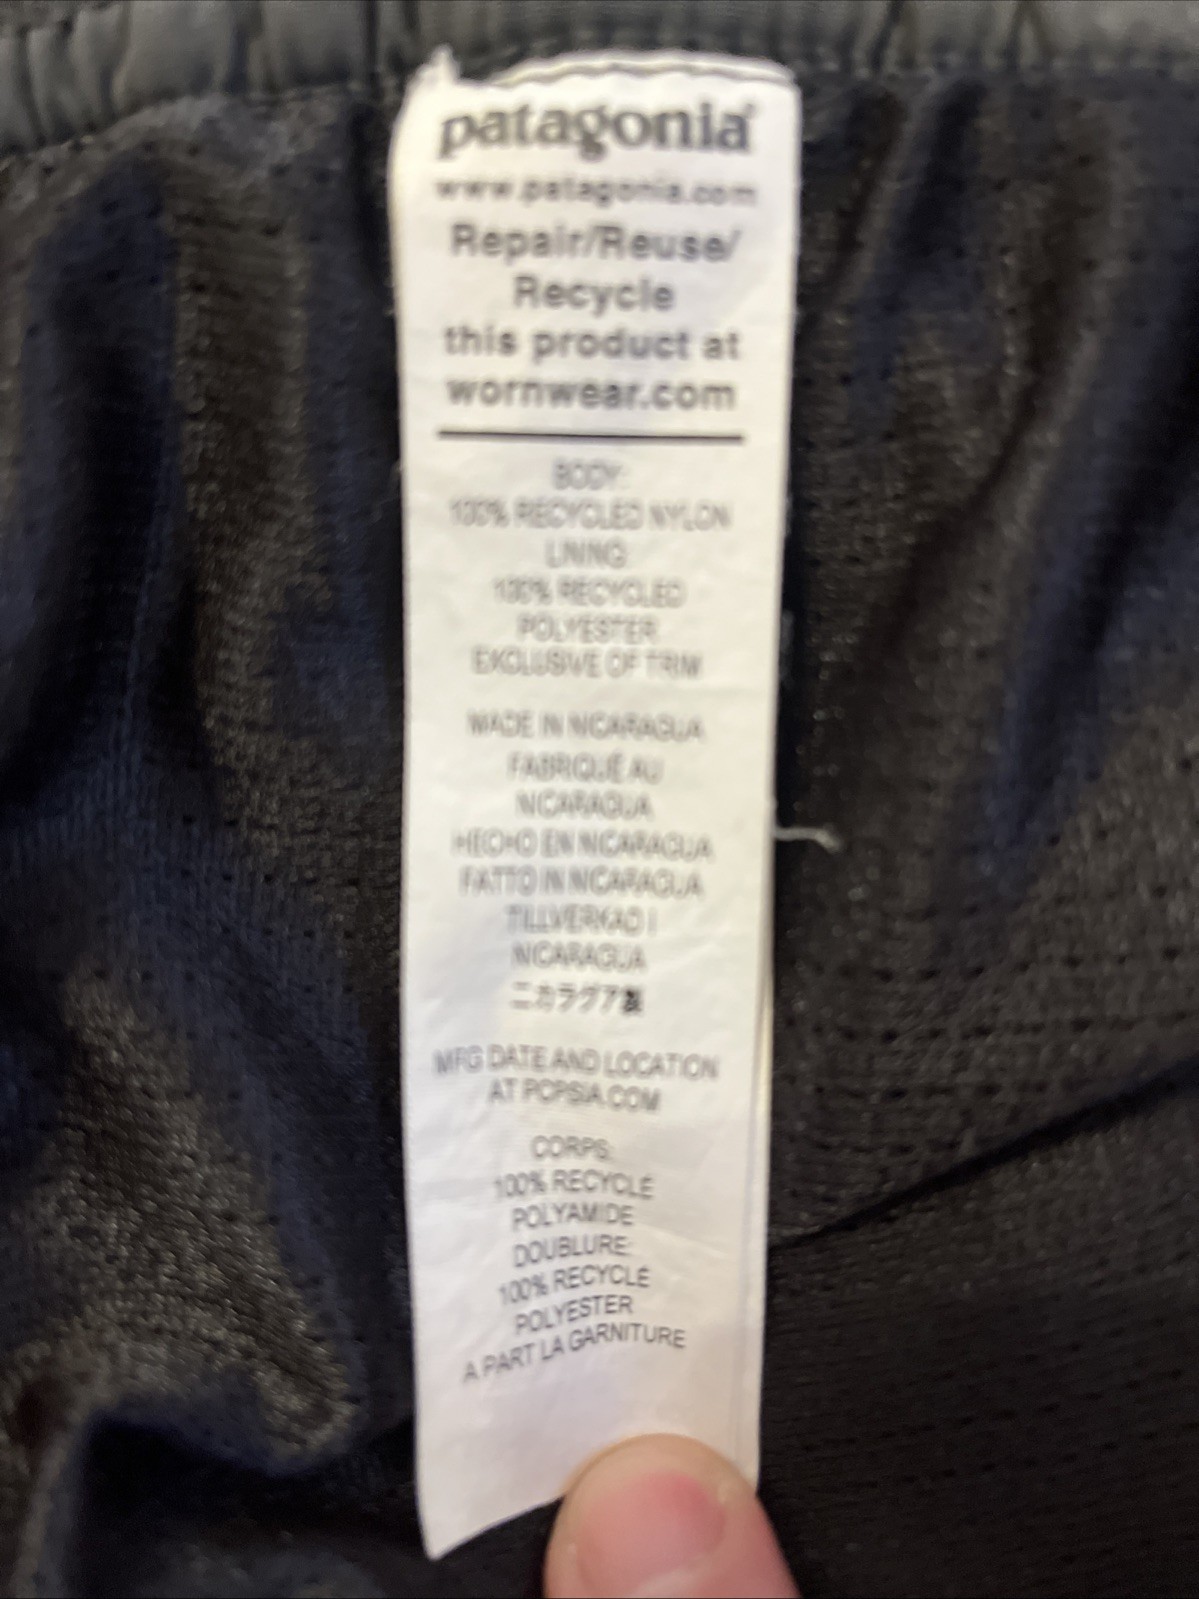 patagonia®
www.patagonia.com
Repair/Reuse/
Recycle
this product at
wornwear.com
BODY:
100% RECYCLED NYLON
LINING:
100% RECYCLED
POLYESTER
EXCLUSIVE OF TRIM
MADE IN NICARAGUA
FABRIQUÉ AU
NICARAGUA
HECHO EN NICARAGUA
FATTO IN NICARAGUA
TILLVERKAD I
NICARAGUA
ニカラグア製
MFG DATE AND LOCATION
AT PCPSIA.COM
CORPS:
100% RECYCLÉ
POLYAMIDE
DOUBLURE:
100% RECYCLÉ
POLYESTER
A PART LA GARNITURE